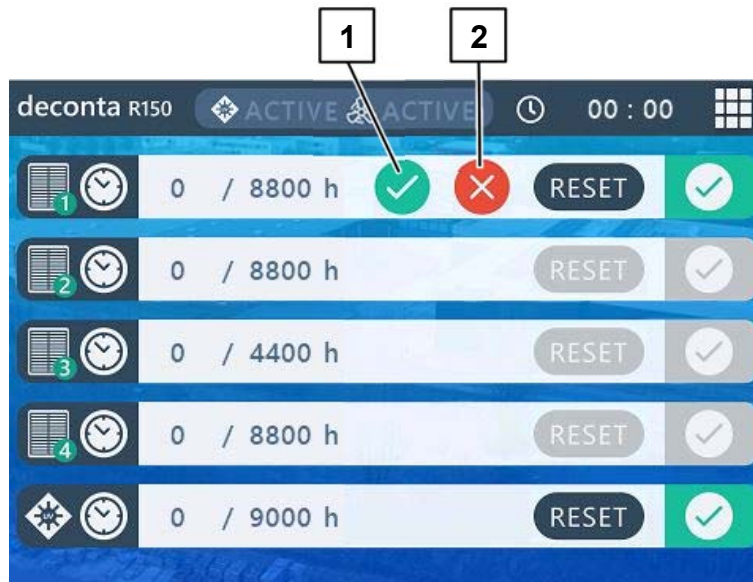 1 2
deconta R150 ACTIVE ACTIVE 00 : 00
1 0 / 8800 h RESET
2 0 / 8800 h RESET
3 0 / 4400 h RESET
4 0 / 8800 h RESET
UV 0 / 9000 h RESET